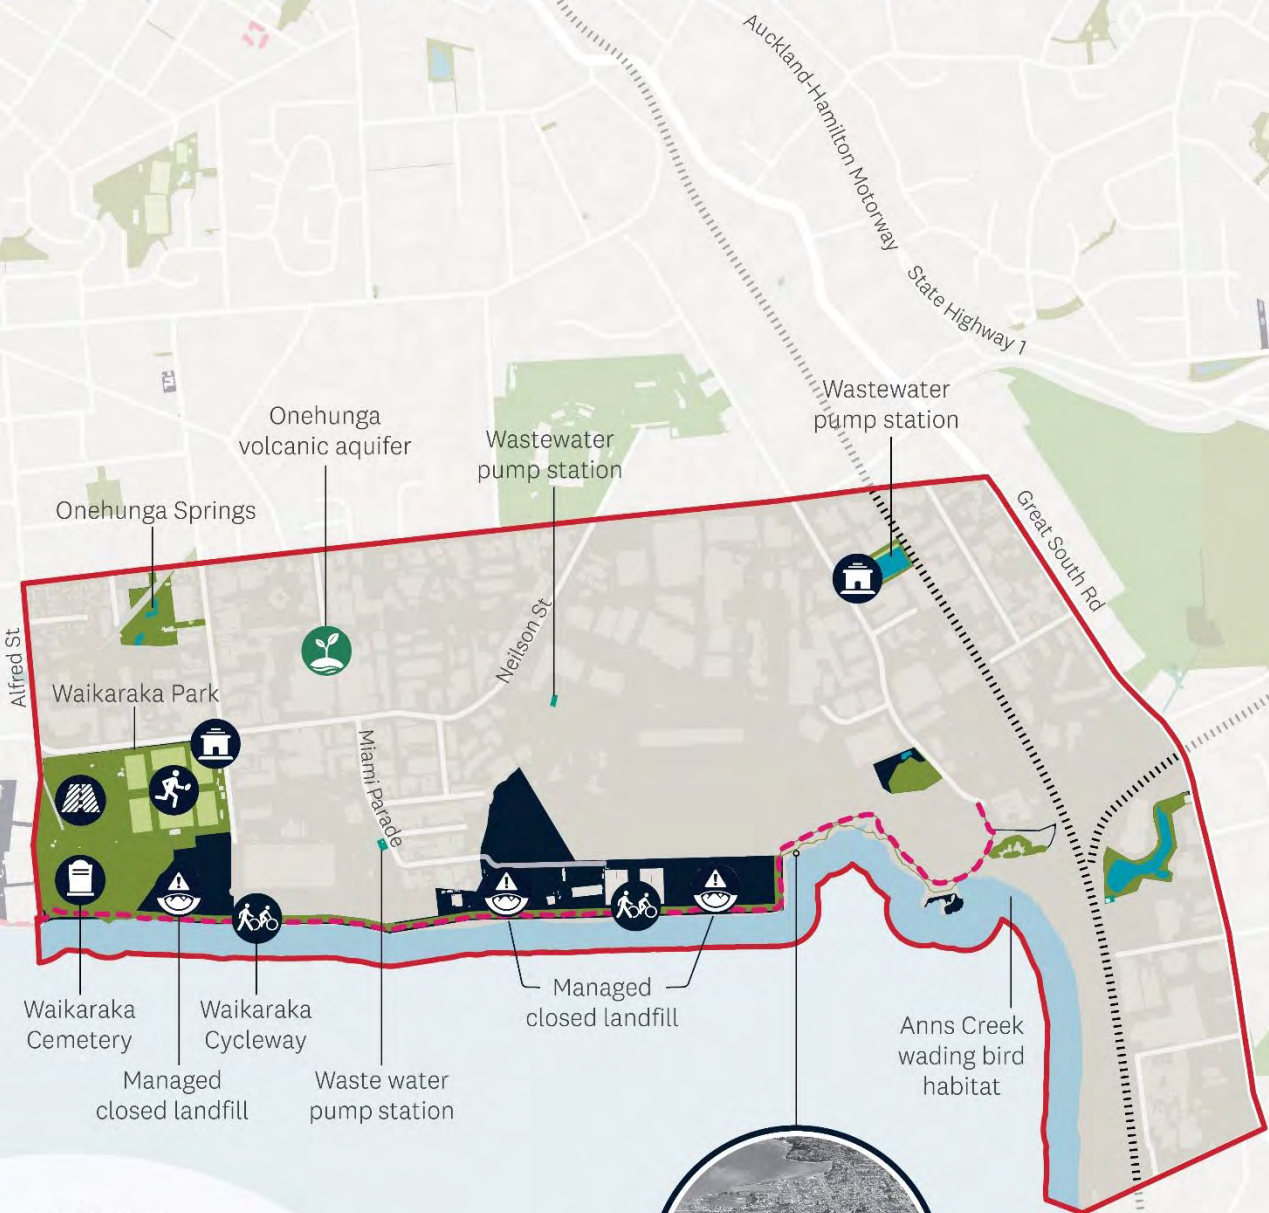 Auckland-Hamilton Motorway
State Highway 1
Wastewater
pump station
Onehunga
volcanic aquifer
Wastewater
pump station
Onehunga Springs
Great South Rd
Alfred St
Neilson St
Waikaraka Park
Miami Parade
Waikaraka
Cemetery
Waikaraka
Cycleway
Managed
closed landfill
Anns Creek
wading bird
habitat
Managed
closed landfill
Waste water
pump station